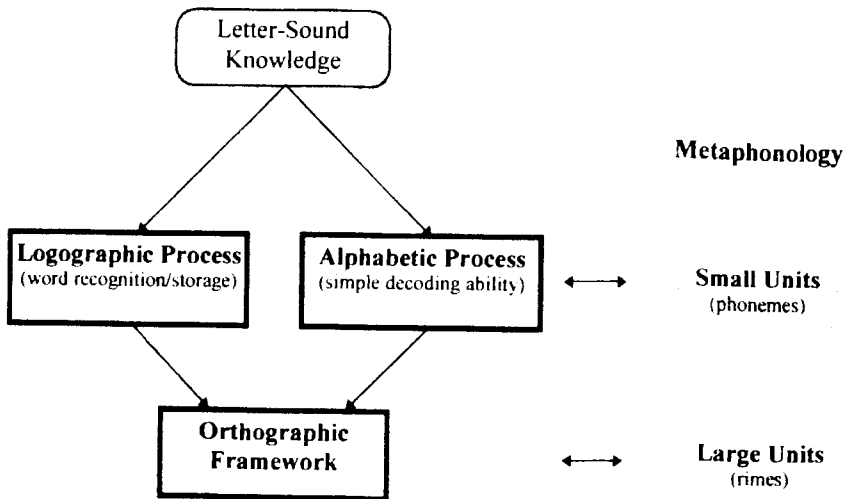 Letter-Sound
Knowledge
Metaphonology
Logographic Process
(word recognition/storage)
Alphabetic Process
(simple decoding ability)
Small Units
(phonemes)
Orthographic
Framework
Large Units
(rimes)